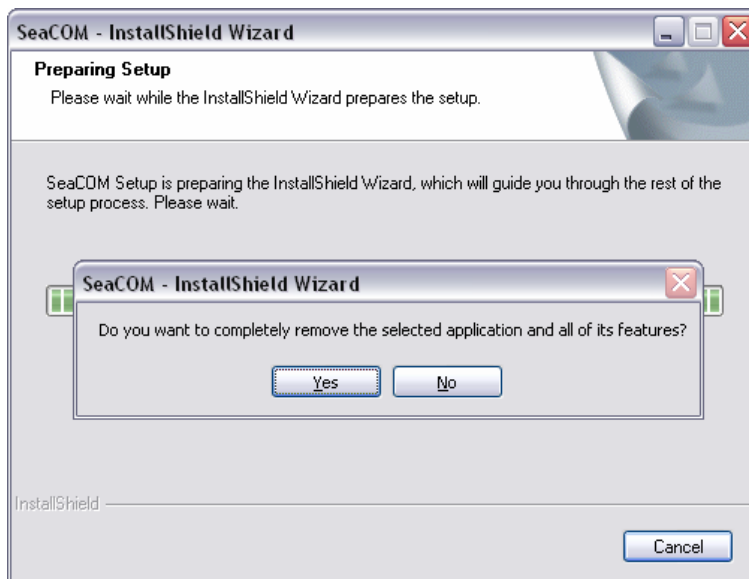 SeaCOM - InstallShield Wizard
Preparing Setup
Please wait while the InstallShield Wizard prepares the setup.
SeaCOM Setup is preparing the InstallShield Wizard, which will guide you through the rest of the
setup process. Please wait.
SeaCOM - InstallShield Wizard
Do you want to completely remove the selected application and all of its features?
Yes No
InstallShield
Cancel